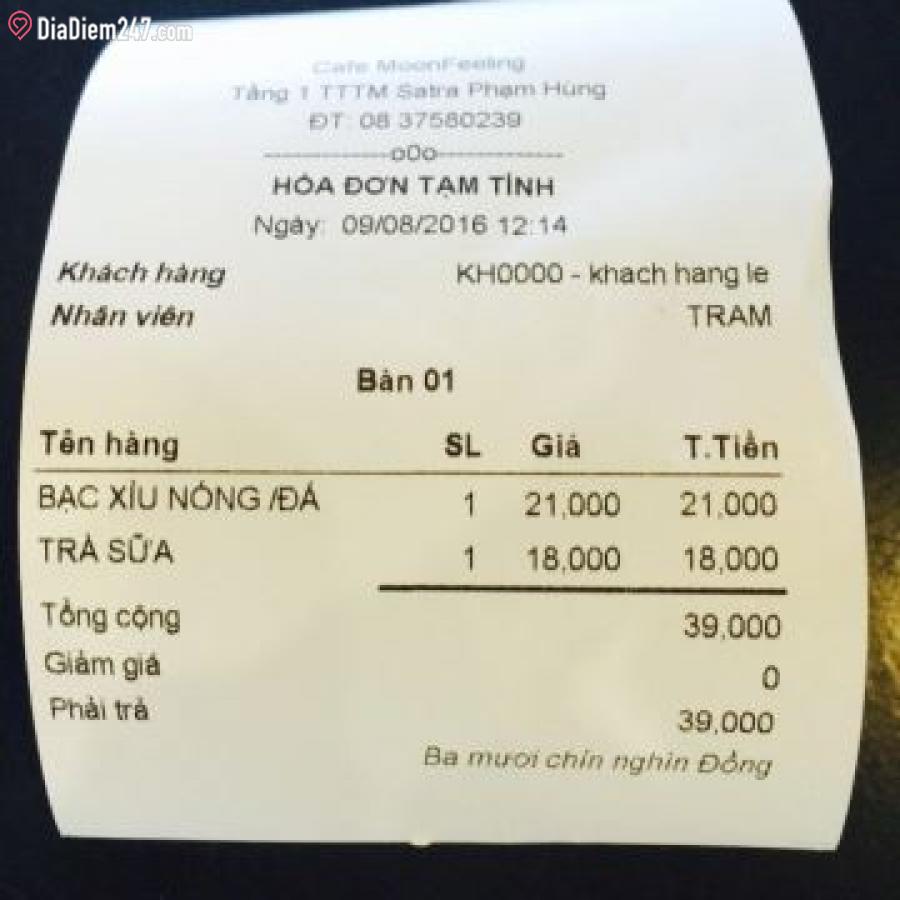 DiaDiem247.com
Cafe MoonFeeling
Tầng 1 TTTM Satra Phạm Hùng
ĐT: 08 37580239
--------------oOo--------------
HÓA ĐƠN TẠM TÍNH
Ngày: 09/08/2016 12:14
Khách hàng KH0000 - khach hang le
Nhân viên TRAM
Bàn 01
Tên hàng SL Giá T.Tiền
BẠC XỈU NÓNG /ĐÁ 1 21,000 21,000
TRÀ SỮA 1 18,000 18,000
Tổng cộng 39,000
Giảm giá 0
Phải trả 39,000
Ba mươi chín nghìn Đồng